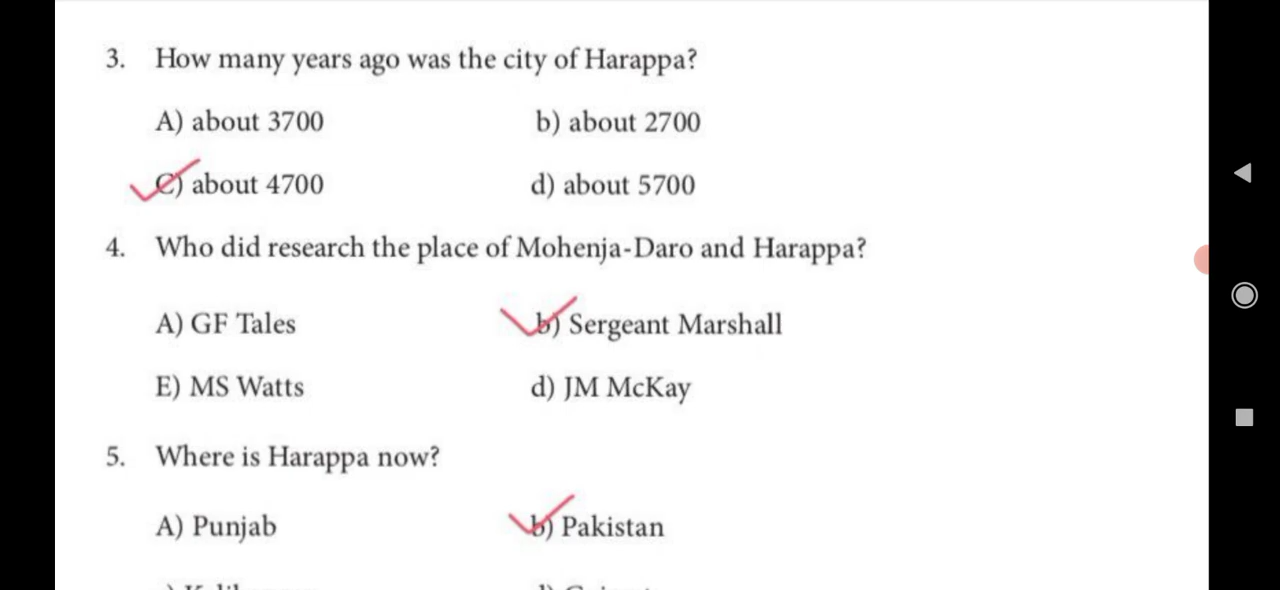 3. How many years ago was the city of Harappa?
A) about 3700 b) about 2700
C) about 4700 d) about 5700
4. Who did research the place of Mohenja-Daro and Harappa?
A) GF Tales b) Sergeant Marshall
E) MS Watts d) JM McKay
5. Where is Harappa now?
A) Punjab b) Pakistan